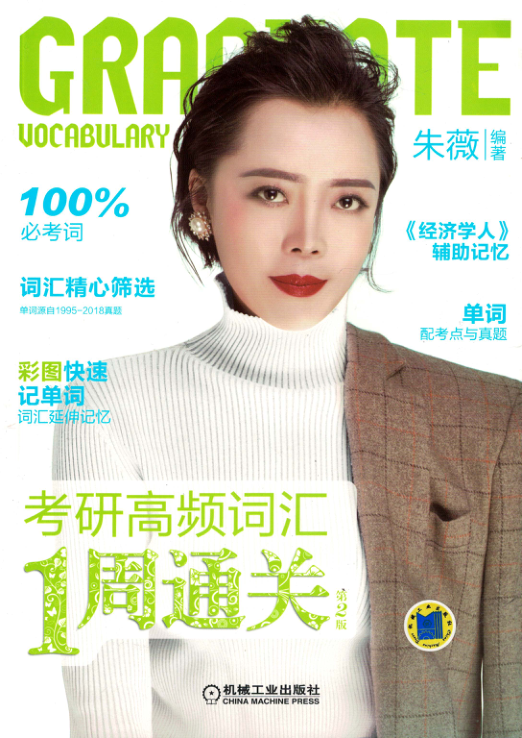 GRADUATE
VOCABULARY
朱薇 编著
100%
必考词
《经济学人》
辅助记忆
词汇精心筛选
单词源自1995-2018真题
单词
配考点与真题
彩图快速
记单词
词汇延伸记忆
考研高频词汇
1周通关
第2版
机械工业出版社
CHINA MACHINE PRESS